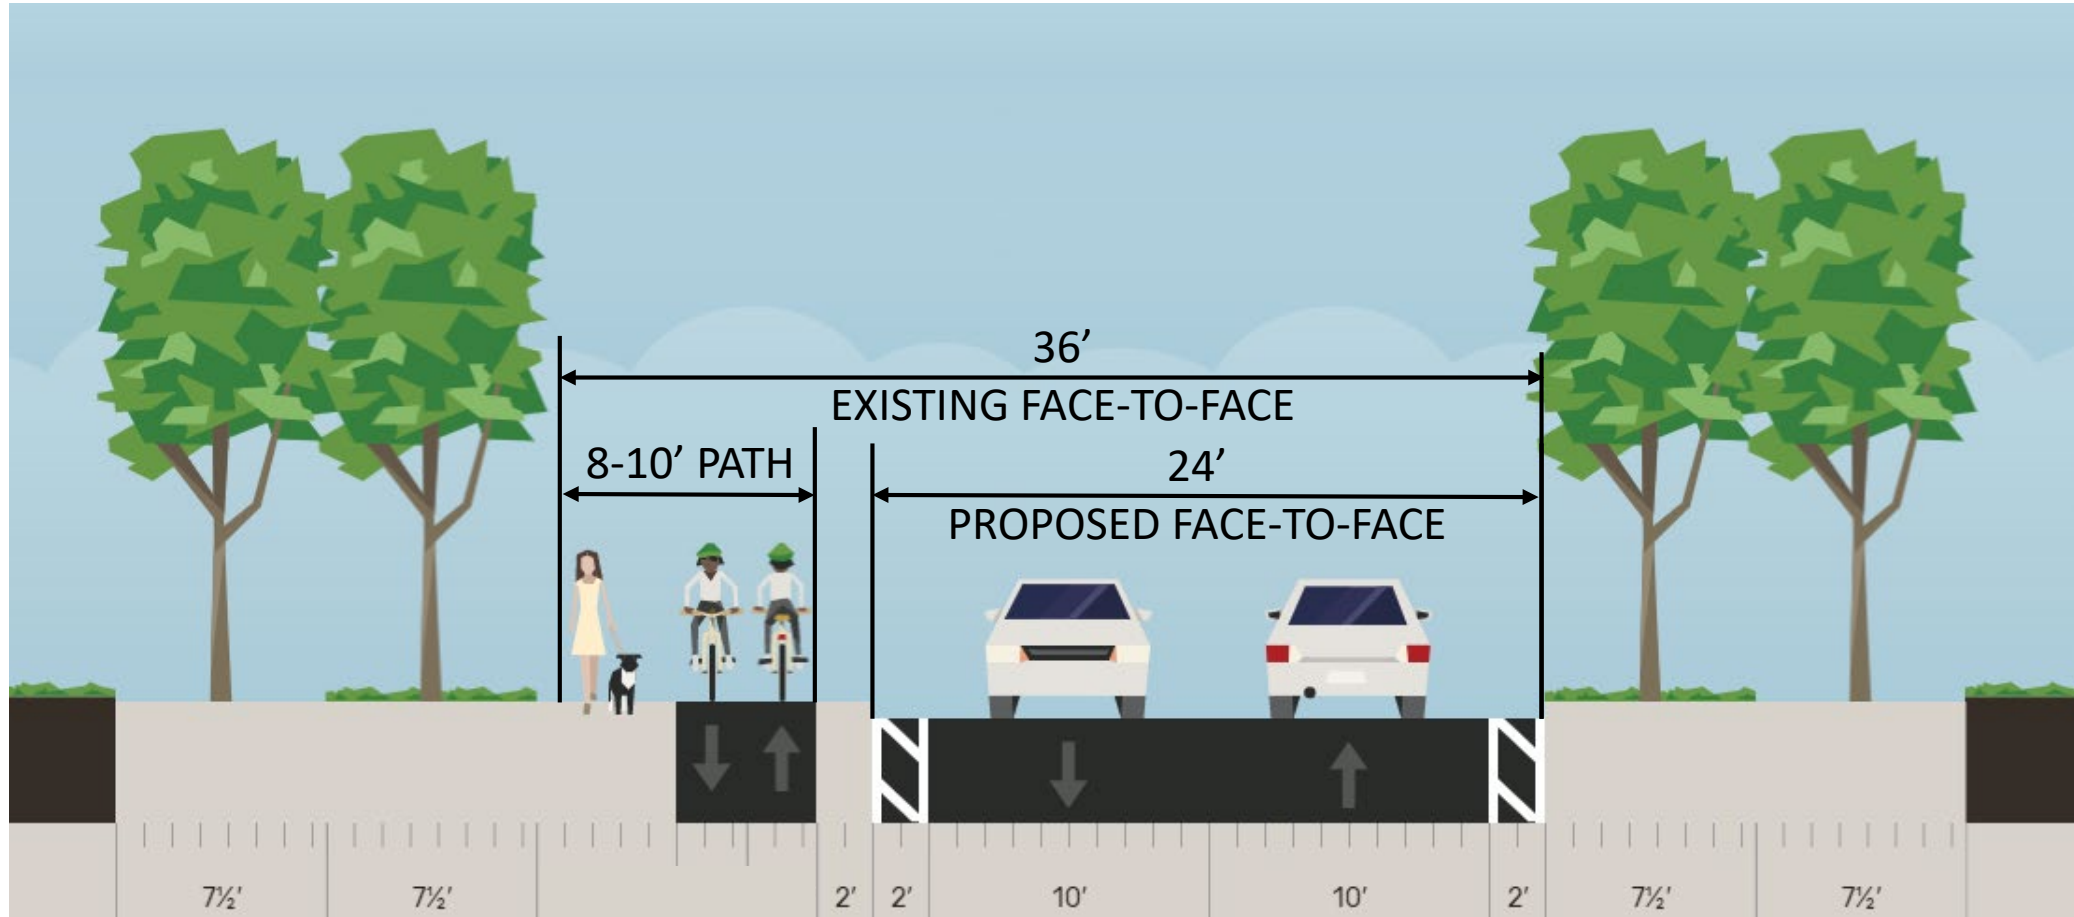 36’
EXISTING FACE-TO-FACE
8-10’ PATH
24’
PROPOSED FACE-TO-FACE
7½' 7½' 2' 2' 10' 10' 2' 7½' 7½'